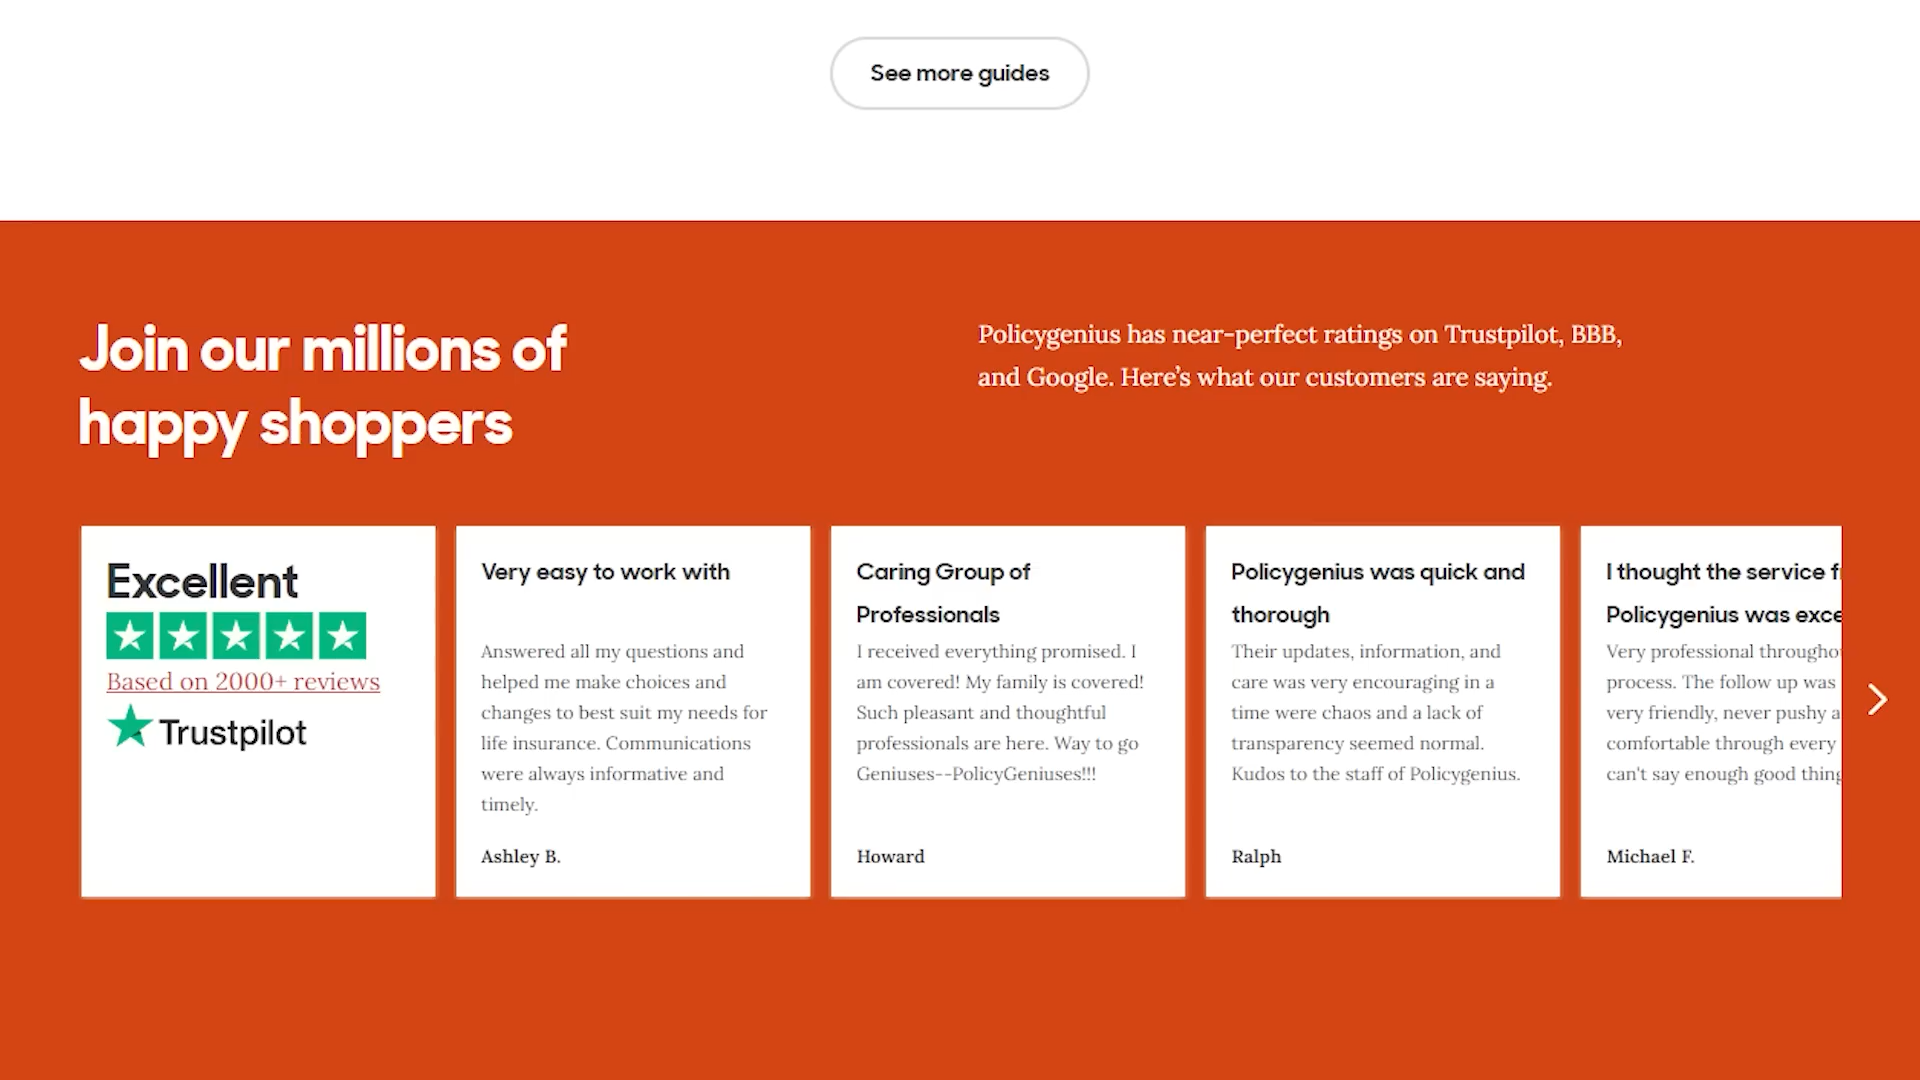 See more guides
Join our millions of
happy shoppers
Policygenius has near-perfect ratings on Trustpilot, BBB,
and Google. Here's what our customers are saying.
Excellent
Based on 2000+ reviews
Trustpilot
Very easy to work with
Answered all my questions and
helped me make choices and
changes to best suit my needs for
life insurance. Communications
were always informative and
timely.
Ashley B.
Caring Group of
Professionals
I received everything promised. I
am covered! My family is covered!
Such pleasant and thoughtful
professionals are here. Way to go
Geniuses--PolicyGeniuses!!!
Howard
Policygenius was quick and
thorough
Their updates, information, and
care was very encouraging in a
time were chaos and a lack of
transparency seemed normal.
Kudos to the staff of Policygenius.
Ralph
I thought the service
Policygenius was
Very professional
process. The follow up was
very friendly, never pushy
comfortable through every
can't say enough good
Michael F.